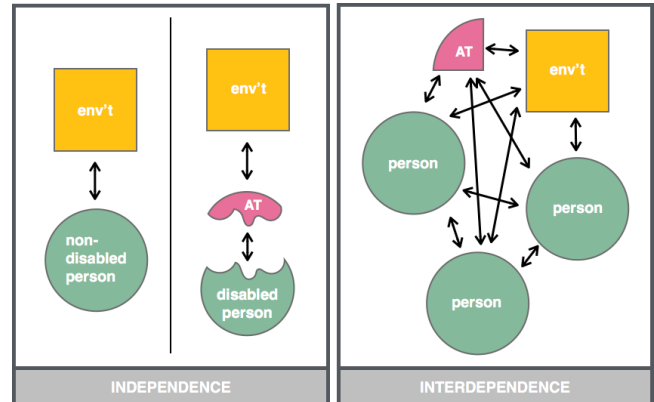 env't
non-
disabled
person
env't
AT
disabled
person
INDEPENDENCE
AT
env't
person
person
person
INTERDEPENDENCE